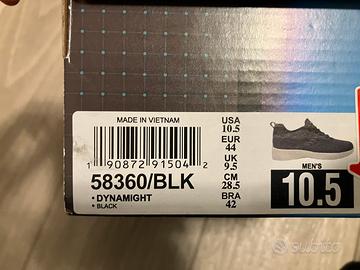 MADE IN VIETNAM
1 90872 91504 2
58360/BLK
• DYNAMIGHT
• BLACK
USA
10.5
EUR
44
UK
9.5
CM
28.5
BRA
42
MEN'S
10.5
subito